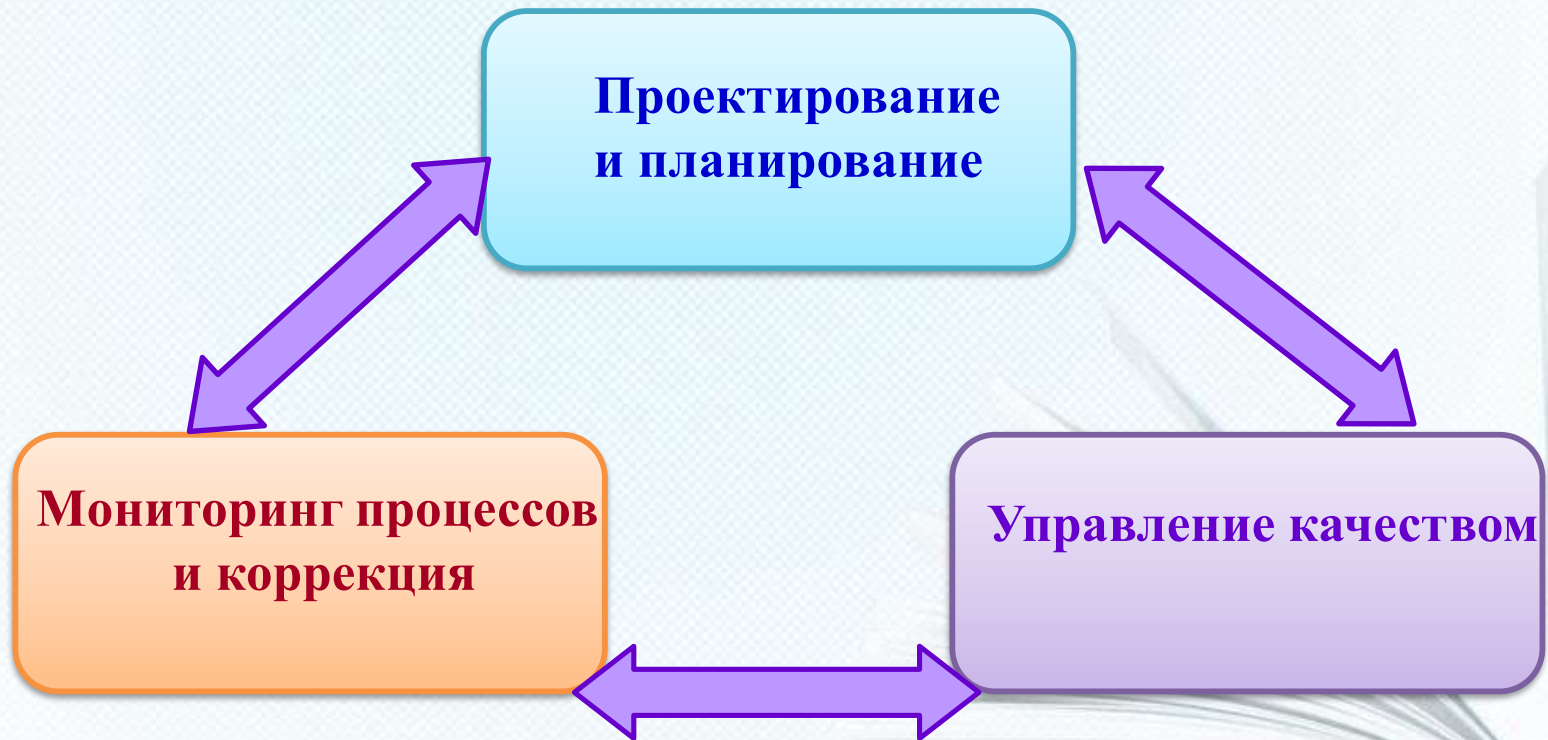 Проектирование
и планирование
Мониторинг процессов
и коррекция
Управление качеством